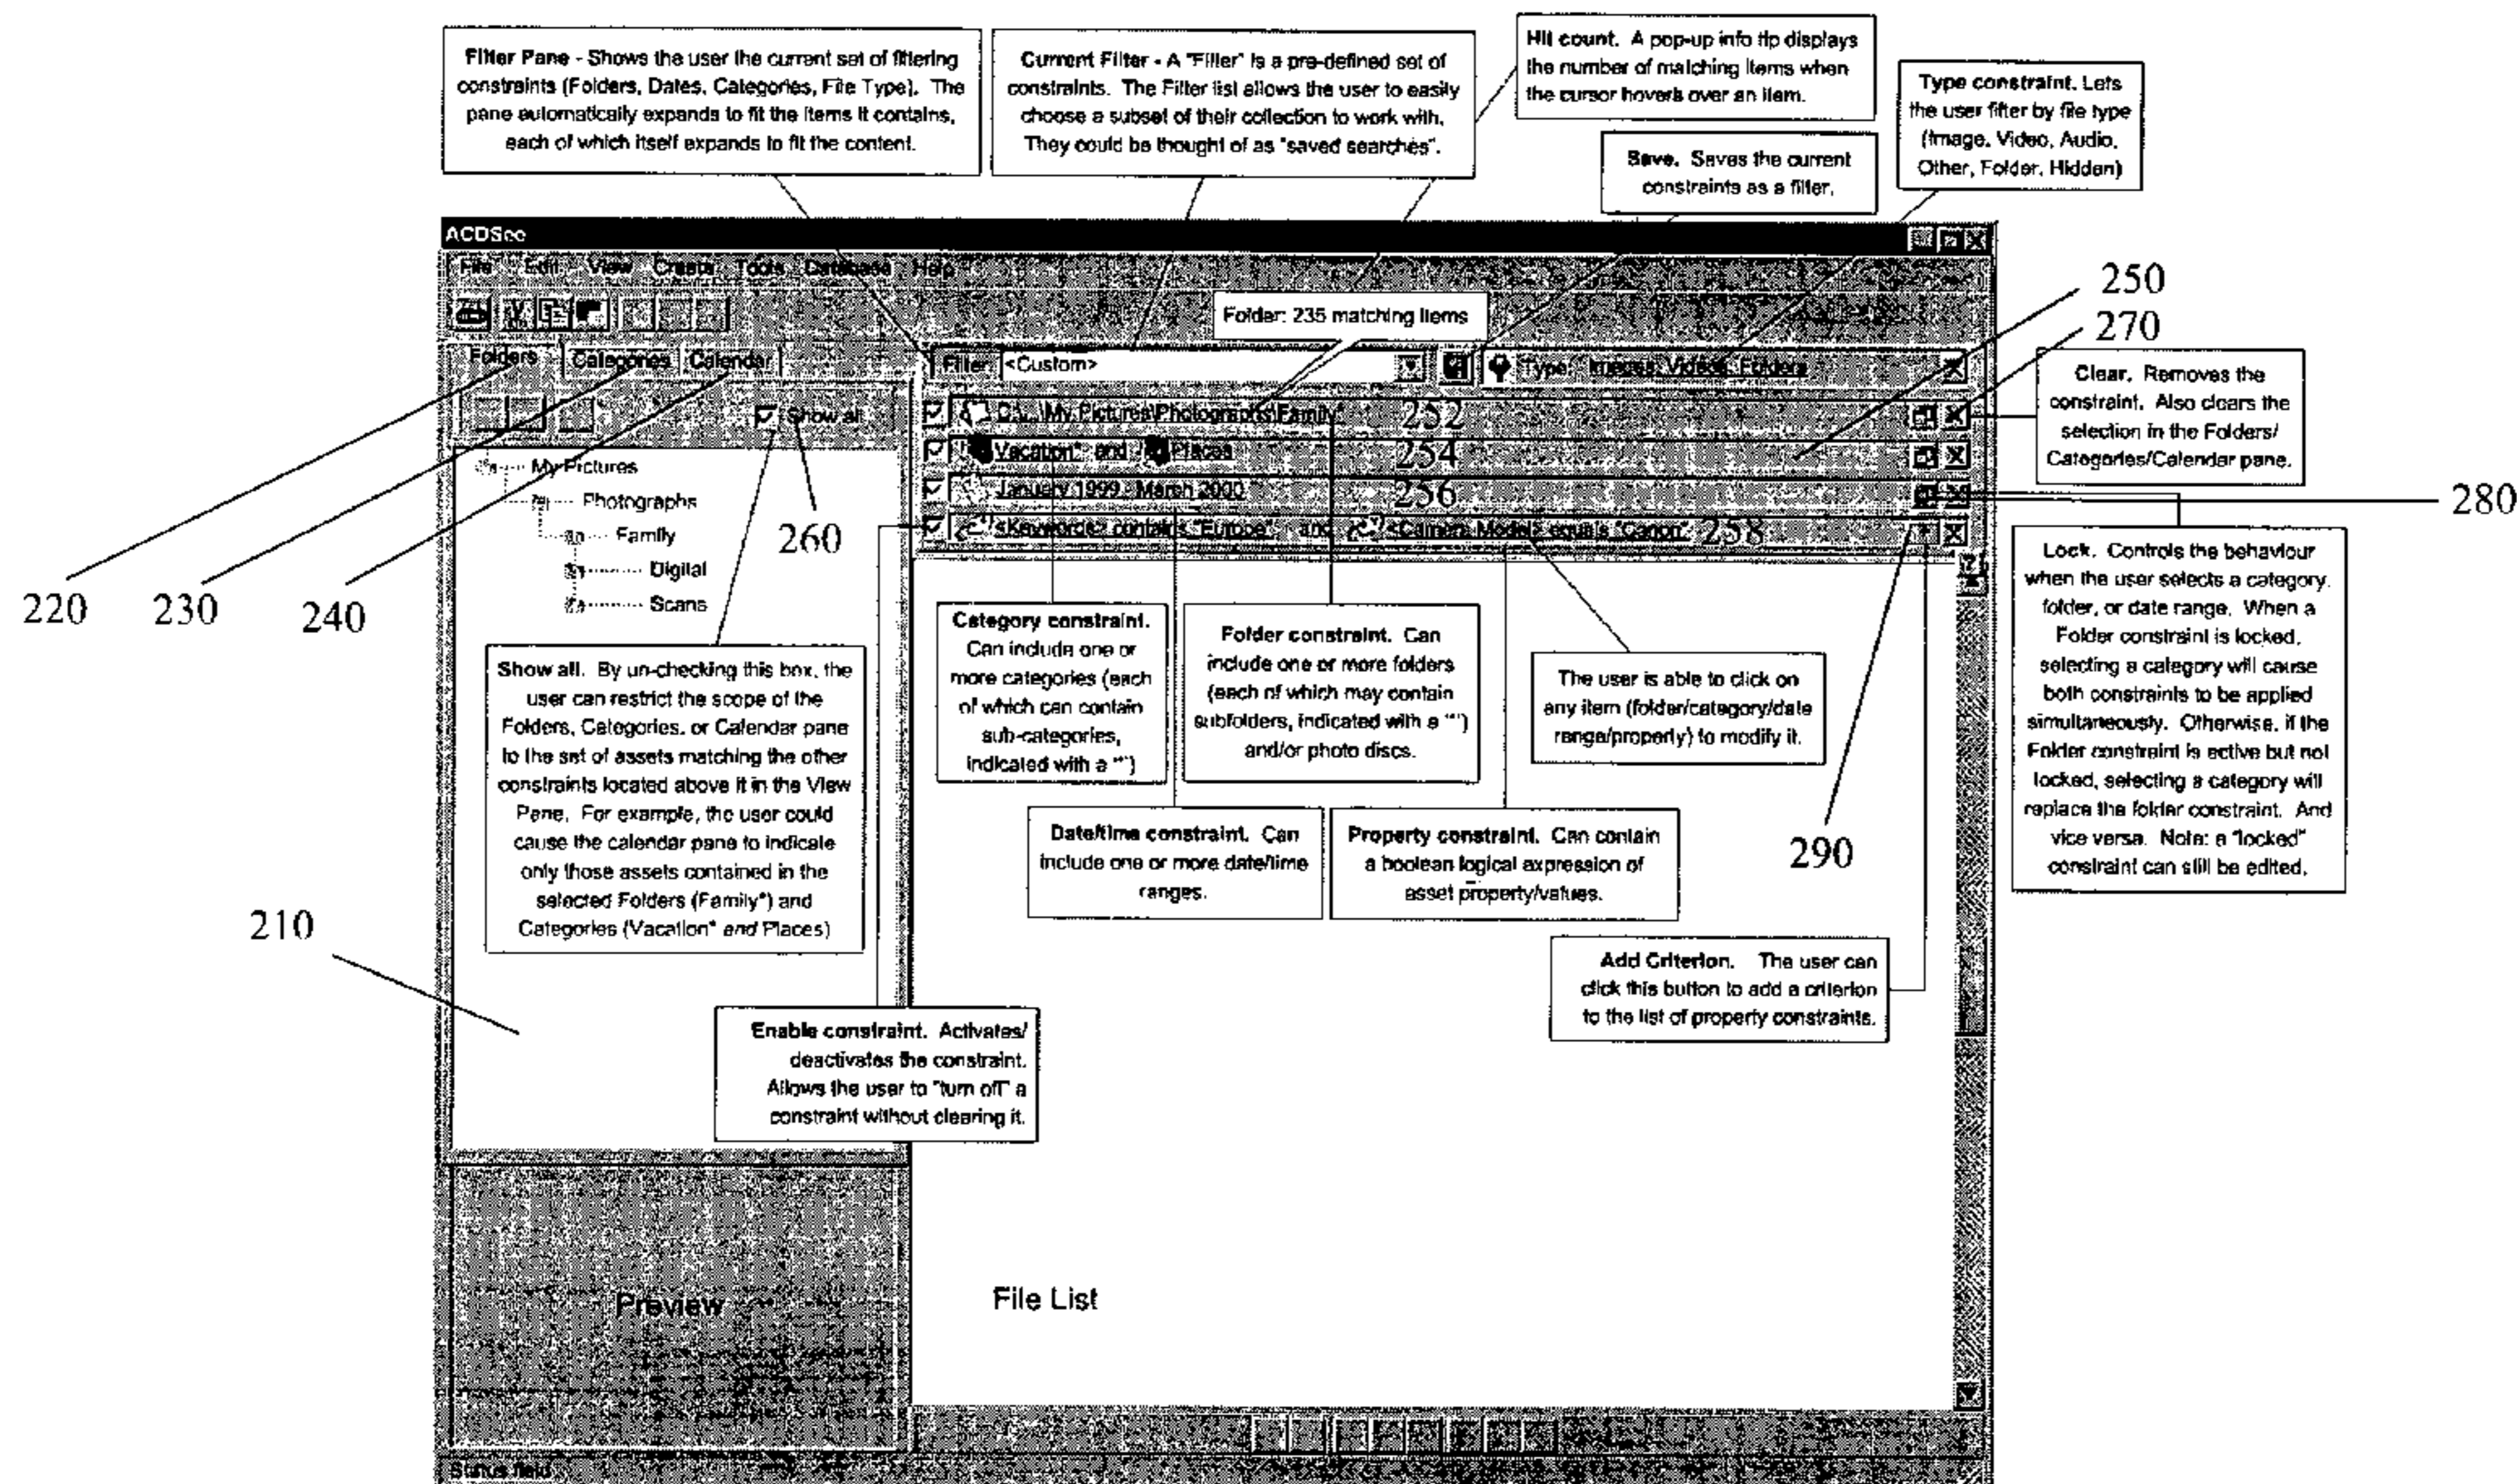 Filter Pane - Shows the user the current set of filtering
constraints (Folders, Dates, Categories, File Type). The
pane automatically expands to fit the items it contains,
each of which itself expands to fit the content.
Current Filter - A "Filter" is a pre-defined set of
constraints. The Filter list allows the user to easily
choose a subset of their collection to work with.
They could be thought of as "saved searches".
Hit count. A pop-up info tip displays
the number of matching items when
the cursor hovers over an item.
Save. Saves the current
constraints as a filter.
Type constraint. Lets
the user filter by file type
(Image, Video, Audio,
Other, Folder, Hidden)
ACDSee
File Edit View Create Tools Database Help
Folder: 235 matching items
Folders Categories Calendar
Filter: <Custom>
Type: Images, Videos, Folders
Show all
C:\...\My Pictures\Photographs\Family* 252
Vacation* and Places 254
January 1999 - March 2000 256
<Keywords> contains "Europe" and <Camera Model> equals "Canon" 258
250
270
280
Clear. Removes the
constraint. Also clears the
selection in the Folders/
Categories/Calendar pane.
My Pictures
Photographs
Family
Digital
Scans
260
220
230
240
Lock. Controls the behaviour
when the user selects a category,
folder, or date range. When a
Folder constraint is locked,
selecting a category will cause
both constraints to be applied
simultaneously. Otherwise, if the
Folder constraint is active but not
locked, selecting a category will
replace the folder constraint. And
vice versa. Note: a "locked"
constraint can still be edited.
Show all. By un-checking this box, the
user can restrict the scope of the
Folders, Categories, or Calendar pane
to the set of assets matching the other
constraints located above it in the View
Pane. For example, the user could
cause the calendar pane to indicate
only those assets contained in the
selected Folders (Family*) and
Categories (Vacation* and Places)
Category constraint.
Can include one or
more categories (each
of which can contain
sub-categories,
indicated with a "*")
Folder constraint. Can
include one or more folders
(each of which may contain
subfolders, indicated with a "*")
and/or photo discs.
The user is able to click on
any item (folder/category/date
range/property) to modify it.
Date/time constraint. Can
include one or more date/time
ranges.
Property constraint. Can contain
a boolean logical expression of
asset property/values.
290
210
Add Criterion. The user can
click this button to add a criterion
to the list of property constraints.
Enable constraint. Activates/
deactivates the constraint.
Allows the user to "turn off" a
constraint without clearing it.
Preview
File List
Status field